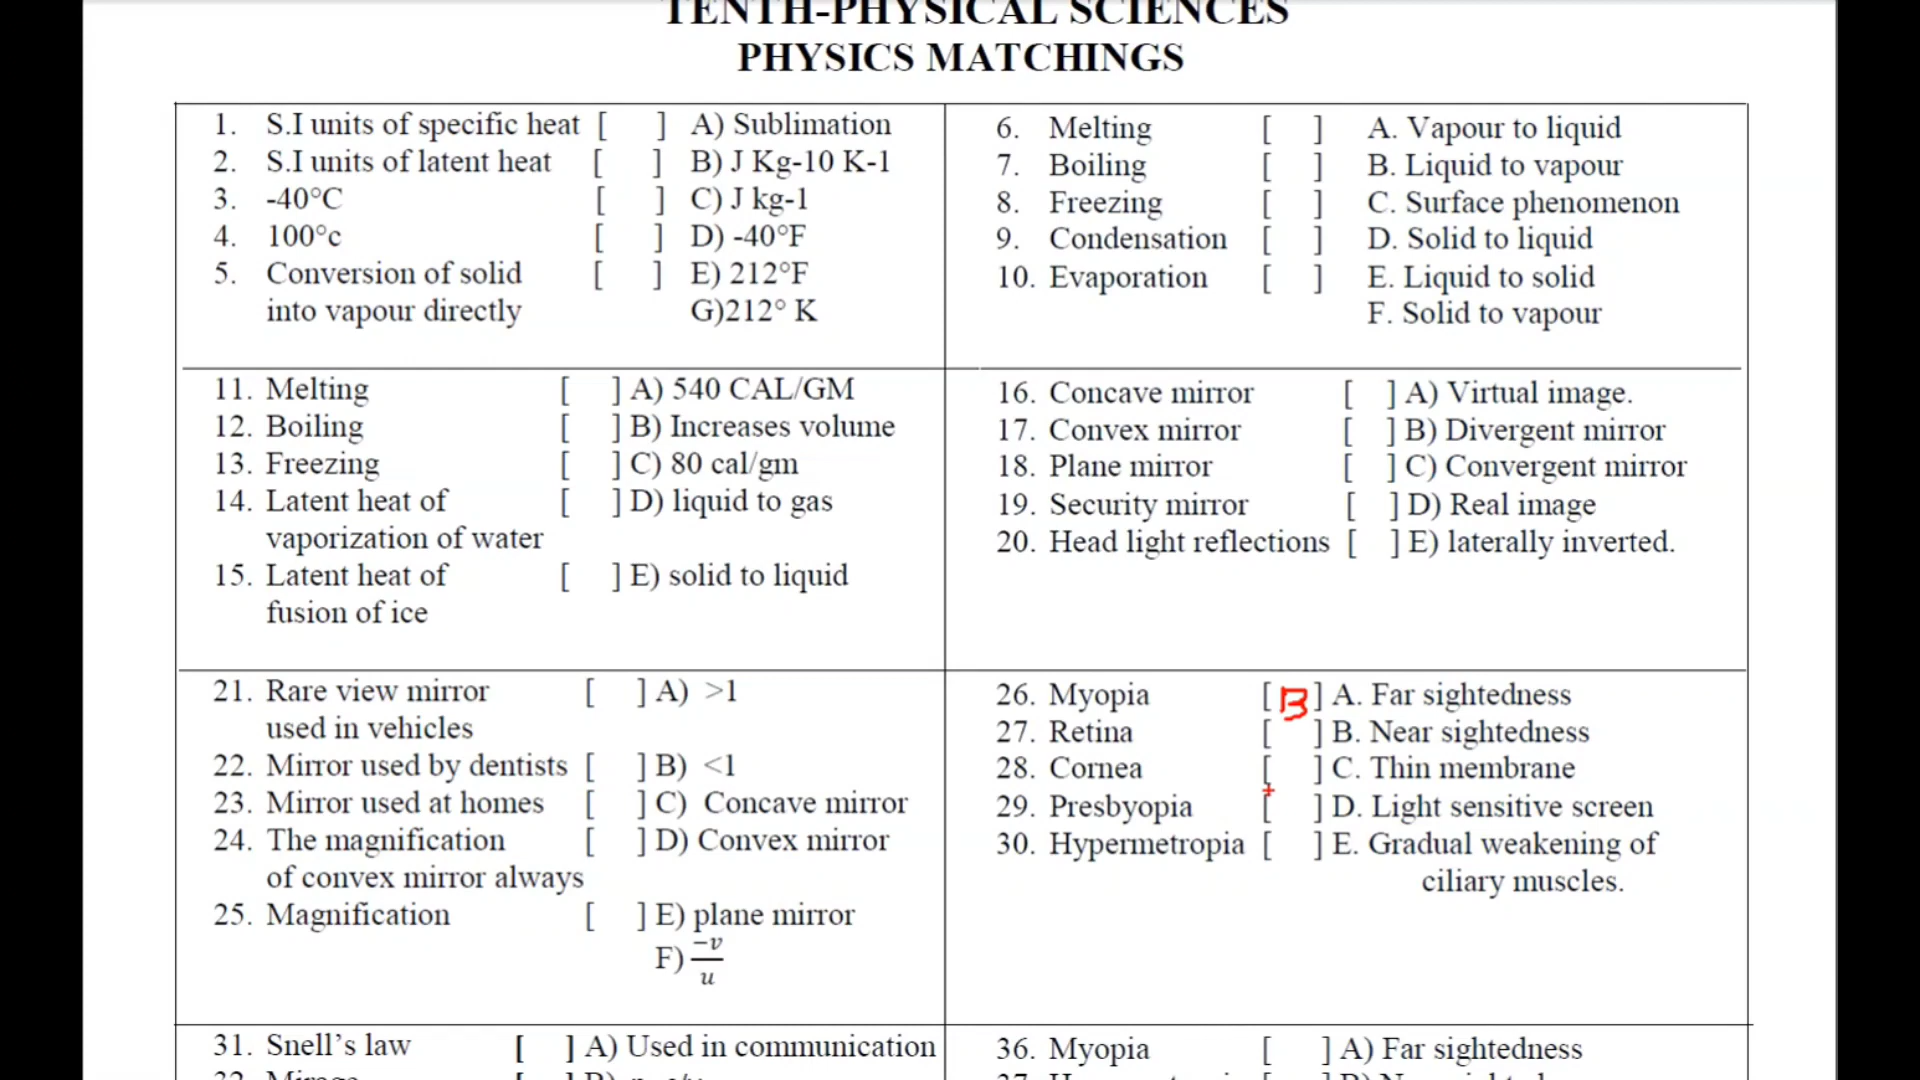 TENTH-PHYSICAL SCIENCES
PHYSICS MATCHINGS
1. S.I units of specific heat [ ] A) Sublimation
2. S.I units of latent heat [ ] B) J Kg-10 K-1
3. -40°C [ ] C) J kg-1
4. 100°c [ ] D) -40°F
5. Conversion of solid [ ] E) 212°F
into vapour directly G)212° K
6. Melting [ ] A. Vapour to liquid
7. Boiling [ ] B. Liquid to vapour
8. Freezing [ ] C. Surface phenomenon
9. Condensation [ ] D. Solid to liquid
10. Evaporation [ ] E. Liquid to solid
F. Solid to vapour
11. Melting [ ] A) 540 CAL/GM
12. Boiling [ ] B) Increases volume
13. Freezing [ ] C) 80 cal/gm
14. Latent heat of [ ] D) liquid to gas
vaporization of water
15. Latent heat of [ ] E) solid to liquid
fusion of ice
16. Concave mirror [ ] A) Virtual image.
17. Convex mirror [ ] B) Divergent mirror
18. Plane mirror [ ] C) Convergent mirror
19. Security mirror [ ] D) Real image
20. Head light reflections [ ] E) laterally inverted.
21. Rare view mirror [ ] A) >1
used in vehicles
22. Mirror used by dentists [ ] B) <1
23. Mirror used at homes [ ] C) Concave mirror
24. The magnification [ ] D) Convex mirror
of convex mirror always
25. Magnification [ ] E) plane mirror
F) -v/u
26. Myopia [ B ] A. Far sightedness
27. Retina [ ] B. Near sightedness
28. Cornea [ ] C. Thin membrane
29. Presbyopia [ ] D. Light sensitive screen
30. Hypermetropia [ ] E. Gradual weakening of
ciliary muscles.
31. Snell’s law [ ] A) Used in communication
36. Myopia [ ] A) Far sightedness